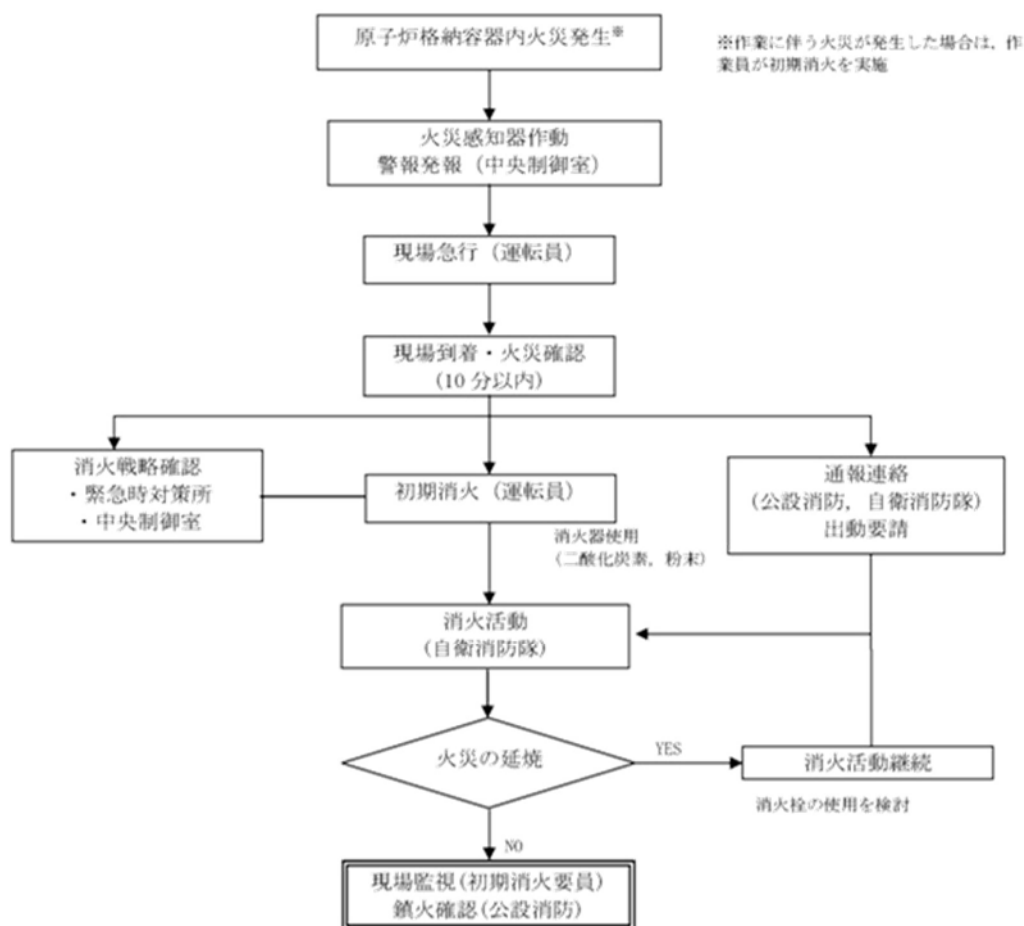 原子炉格納容器内火災発生※
※作業に伴う火災が発生した場合は，作
業員が初期消火を実施
火災感知器作動
警報発報（中央制御室）
現場急行（運転員）
現場到着・火災確認
(10 分以内)
消火戦略確認
・緊急時対策所
・中央制御室
初期消火（運転員）
通報連絡
(公設消防，自衛消防隊)
出動要請
消火器使用
(二酸化炭素，粉末)
消火活動
(自衛消防隊)
火災の延焼
YES
消火活動継続
消火栓の使用を検討
NO
現場監視(初期消火要員)
鎮火確認(公設消防)